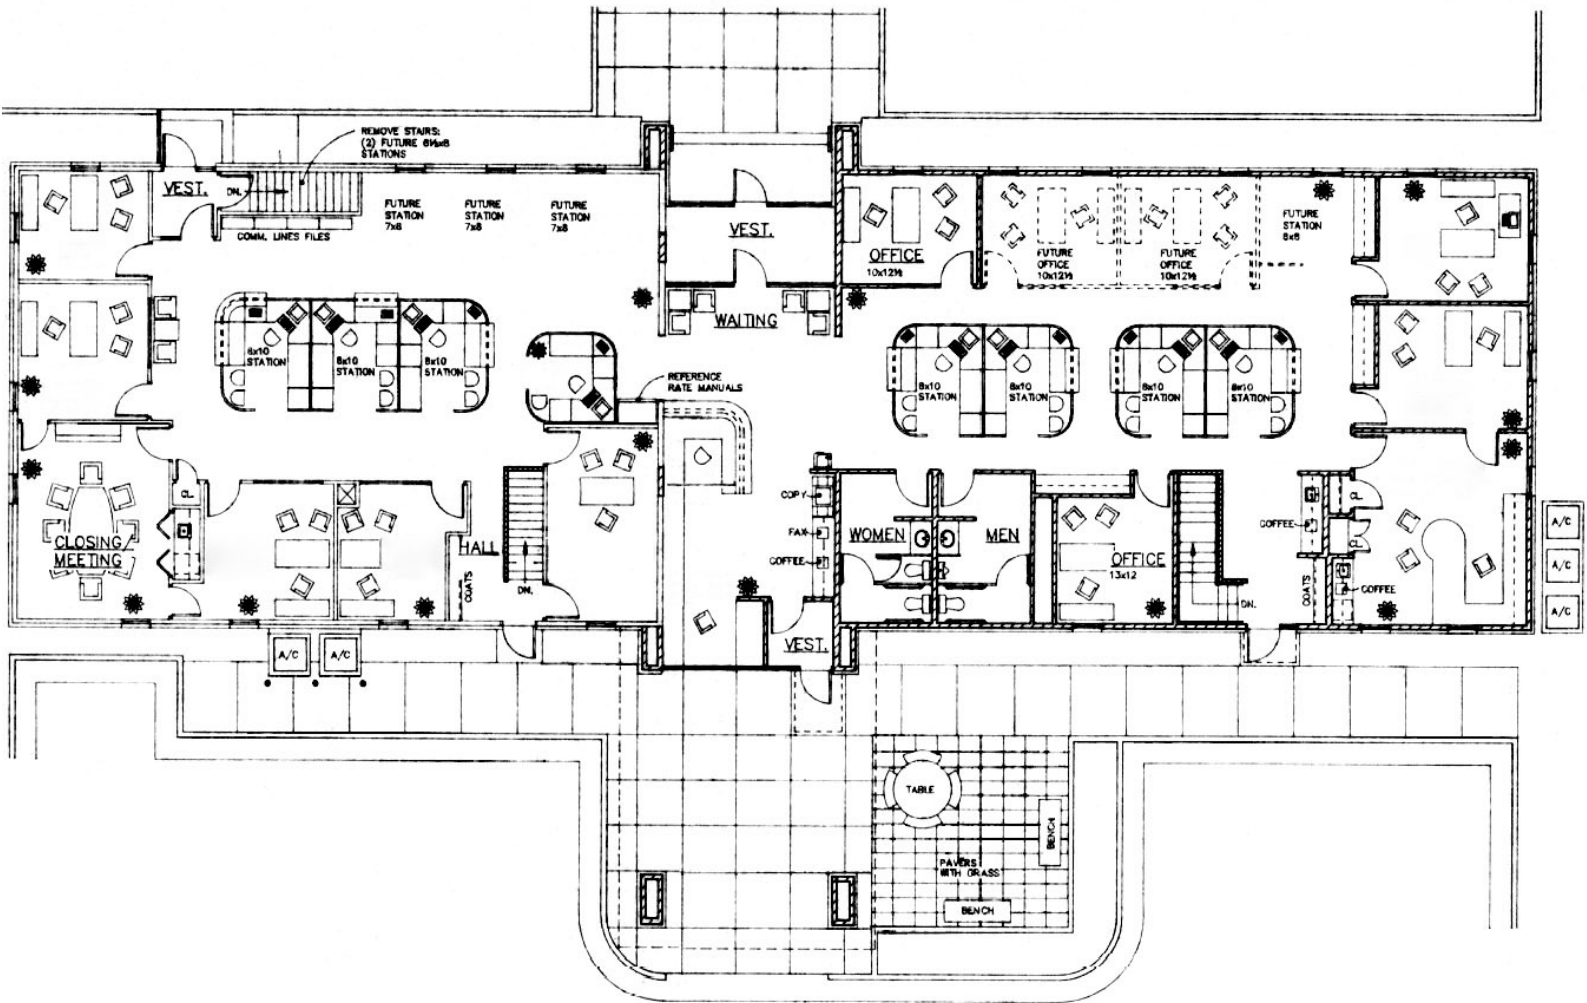 REMOVE STAIRS:
(2) FUTURE 6½x8
STATIONS
VEST.
DN.
COMM. LINES FILES
FUTURE
STATION
7x8
FUTURE
STATION
7x8
FUTURE
STATION
7x8
VEST.
OFFICE
10x12½
FUTURE
OFFICE
10x12½
FUTURE
OFFICE
10x12½
FUTURE
STATION
8x8
WAITING
8x10
STATION
8x10
STATION
8x10
STATION
REFERENCE
RATE MANUALS
8x10
STATION
8x10
STATION
8x10
STATION
8x10
STATION
CL.
CLOSING/
MEETING
HALL
COATS
DN.
COPY
FAX
COFFEE
WOMEN
MEN
OFFICE
13x12
DN.
COFFEE
COATS
CL
CL
COFFEE
VEST.
A/C
A/C
A/C
A/C
A/C
TABLE
BENCH
PAVERS
WITH GRASS
BENCH